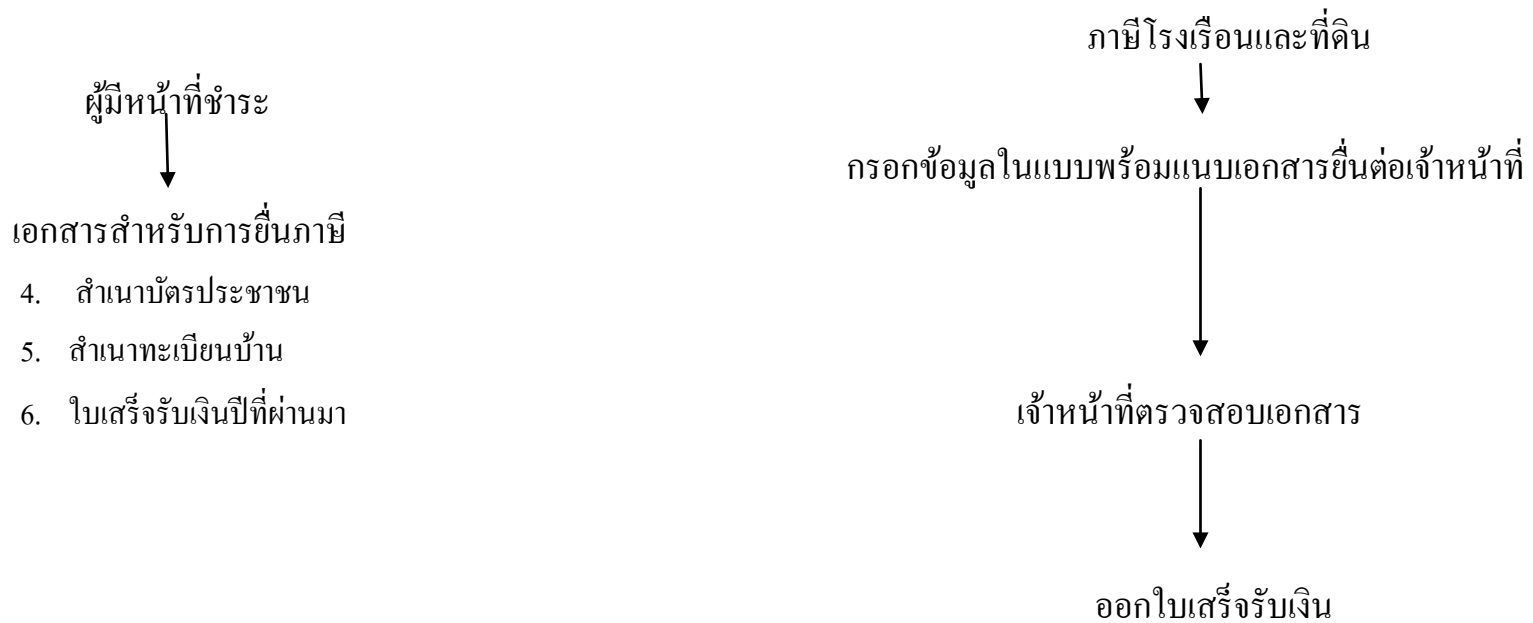 ภาษีโรงเรือนและที่ดิน
ผู้มีหน้าที่ชำระ
กรอกข้อมูลในแบบพร้อมแนบเอกสารยื่นต่อเจ้าหน้าที่
เอกสารสำหรับการยื่นภาษี
4. สำเนาบัตรประชาชน
5. สำเนาทะเบียนบ้าน
6. ใบเสร็จรับเงินปีที่ผ่านมา
เจ้าหน้าที่ตรวจสอบเอกสาร
ออกใบเสร็จรับเงิน